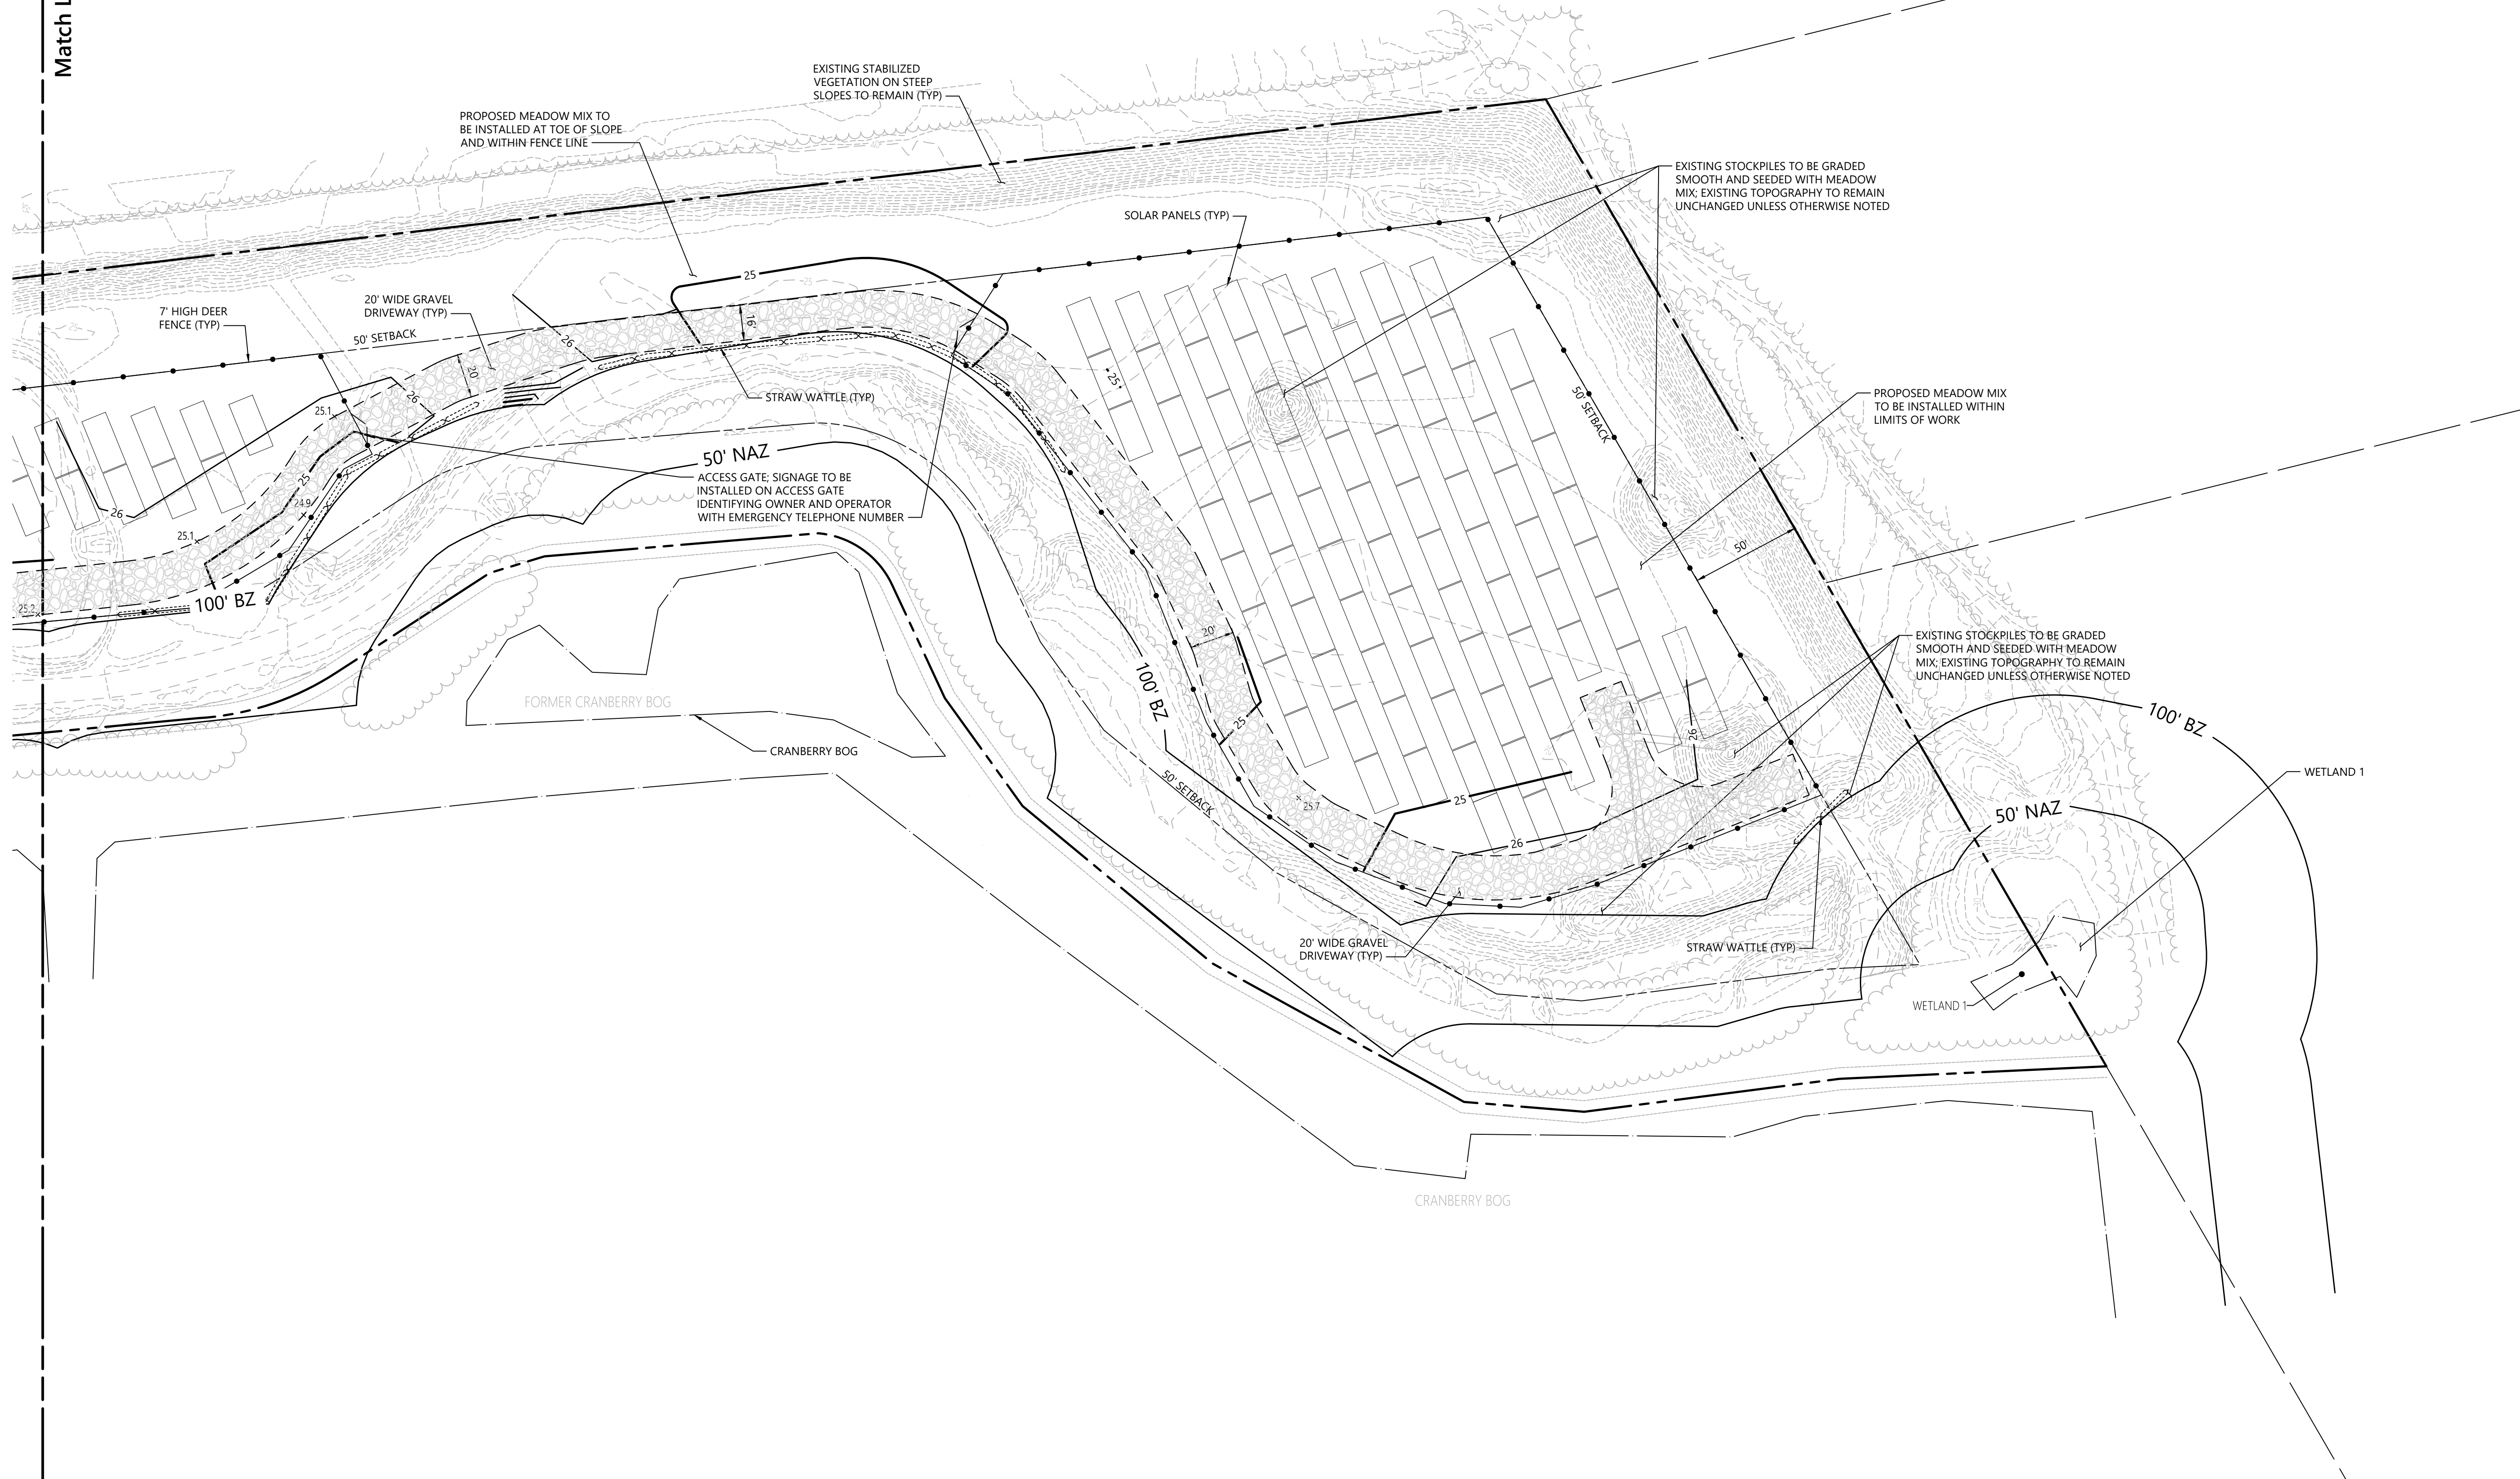 Match L
EXISTING STABILIZED
VEGETATION ON STEEP
SLOPES TO REMAIN (TYP)
PROPOSED MEADOW MIX TO
BE INSTALLED AT TOE OF SLOPE
AND WITHIN FENCE LINE
EXISTING STOCKPILES TO BE GRADED
SMOOTH AND SEEDED WITH MEADOW
MIX; EXISTING TOPOGRAPHY TO REMAIN
UNCHANGED UNLESS OTHERWISE NOTED
SOLAR PANELS (TYP)
25
20' WIDE GRAVEL
DRIVEWAY (TYP)
7' HIGH DEER
FENCE (TYP)
50' SETBACK
16'
26
20'
25
STRAW WATTLE (TYP)
26
25.1
50' SETBACK
PROPOSED MEADOW MIX
TO BE INSTALLED WITHIN
LIMITS OF WORK
50' NAZ
ACCESS GATE; SIGNAGE TO BE
INSTALLED ON ACCESS GATE
IDENTIFYING OWNER AND OPERATOR
WITH EMERGENCY TELEPHONE NUMBER
25
24.9
26
25.1
50'
100' BZ
25.2
20'
EXISTING STOCKPILES TO BE GRADED
SMOOTH AND SEEDED WITH MEADOW
MIX; EXISTING TOPOGRAPHY TO REMAIN
UNCHANGED UNLESS OTHERWISE NOTED
100' BZ
FORMER CRANBERRY BOG
25
26
100' BZ
CRANBERRY BOG
50' SETBACK
WETLAND 1
25
25.7
50' NAZ
26
20' WIDE GRAVEL
DRIVEWAY (TYP)
STRAW WATTLE (TYP)
WETLAND 1
CRANBERRY BOG